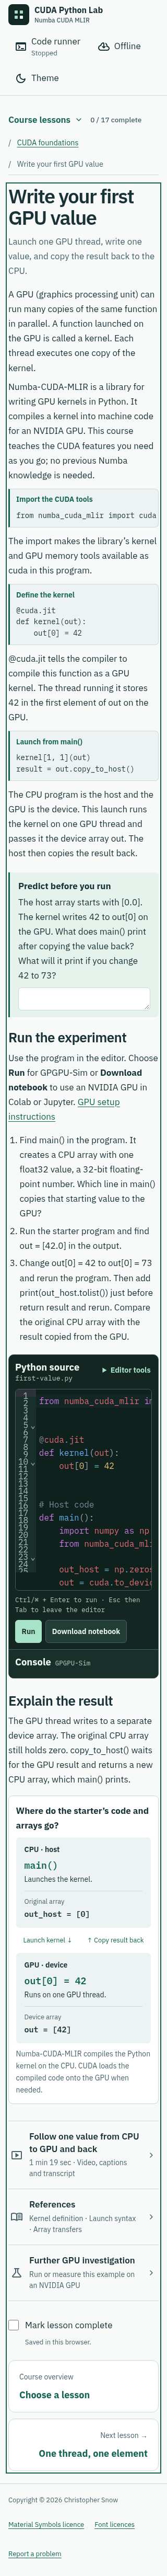 CUDA Python Lab
Numba CUDA MLIR
Code runner
Stopped
Offline
Theme
Course lessons
0 / 17 complete
/ CUDA foundations
/ Write your first GPU value
Write your first
GPU value
Launch one GPU thread, write one
value, and copy the result back to the
CPU.
A GPU (graphics processing unit) can
run many copies of the same function
in parallel. A function launched on
the GPU is called a kernel. Each
thread executes one copy of the
kernel.
Numba-CUDA-MLIR is a library for
writing GPU kernels in Python. It
compiles a kernel into machine code
for an NVIDIA GPU. This course
teaches the CUDA features you need
as you go; no previous Numba
knowledge is needed.
Import the CUDA tools
from numba_cuda_mlir import cuda
The import makes the library's kernel
and GPU memory tools available as
cuda in this program.
Define the kernel
@cuda.jit
def kernel(out):
    out[0] = 42
@cuda.jit tells the compiler to
compile this function as a GPU
kernel. The thread running it stores
42 in the first element of out on the
GPU.
Launch from main()
kernel[1, 1](out)
result = out.copy_to_host()
The CPU program is the host and the
GPU is the device. This launch runs
the kernel on one GPU thread and
passes it the device array out. The
host then copies the result back.
Predict before you run
The host array starts with [0.0].
The kernel writes 42 to out[0] on
the GPU. What does main() print
after copying the value back?
What will it print if you change
42 to 73?
Run the experiment
Use the program in the editor. Choose
Run for GPGPU-Sim or Download
notebook to use an NVIDIA GPU in
Colab or Jupyter. GPU setup
instructions
1. Find main() in the program. It
creates a CPU array with one
float32 value, a 32-bit floating-
point number. Which line in main()
copies that starting value to the
GPU?
2. Run the starter program and find
out = [42.0] in the output.
3. Change out[0] = 42 to out[0] = 73
and rerun the program. Then add
print(out_host.tolist()) just before
return result and rerun. Compare
the original CPU array with the
result copied from the GPU.
Python source
first-value.py
Editor tools
from numba_cuda_mlir im
@cuda.jit
def kernel(out):
    out[0] = 42
# Host code
def main():
    import numpy as np
    from numba_cuda_mli
    out_host = np.zeros
    out = cuda.to_devic
Ctrl/⌘ + Enter to run · Esc then
Tab to leave the editor
Run
Download notebook
Console GPGPU-Sim
Explain the result
The GPU thread writes to a separate
device array. The original CPU array
still holds zero. copy_to_host() waits
for the GPU result and returns a new
CPU array, which main() prints.
Where do the starter's code and
arrays go?
CPU · host
main()
Launches the kernel.
Original array
out_host = [0]
Launch kernel ↓
↑ Copy result back
GPU · device
out[0] = 42
Runs on one GPU thread.
Device array
out = [42]
Numba-CUDA-MLIR compiles the Python
kernel on the CPU. CUDA loads the
compiled code onto the GPU when
needed.
Follow one value from CPU
to GPU and back
1 min 19 sec · Video, captions
and transcript
References
Kernel definition · Launch syntax
· Array transfers
Further GPU investigation
Run or measure this example on
an NVIDIA GPU
Mark lesson complete
Saved in this browser.
Course overview
Choose a lesson
Next lesson →
One thread, one element
Copyright © 2026 Christopher Snow
Material Symbols licence
Font licences
Report a problem